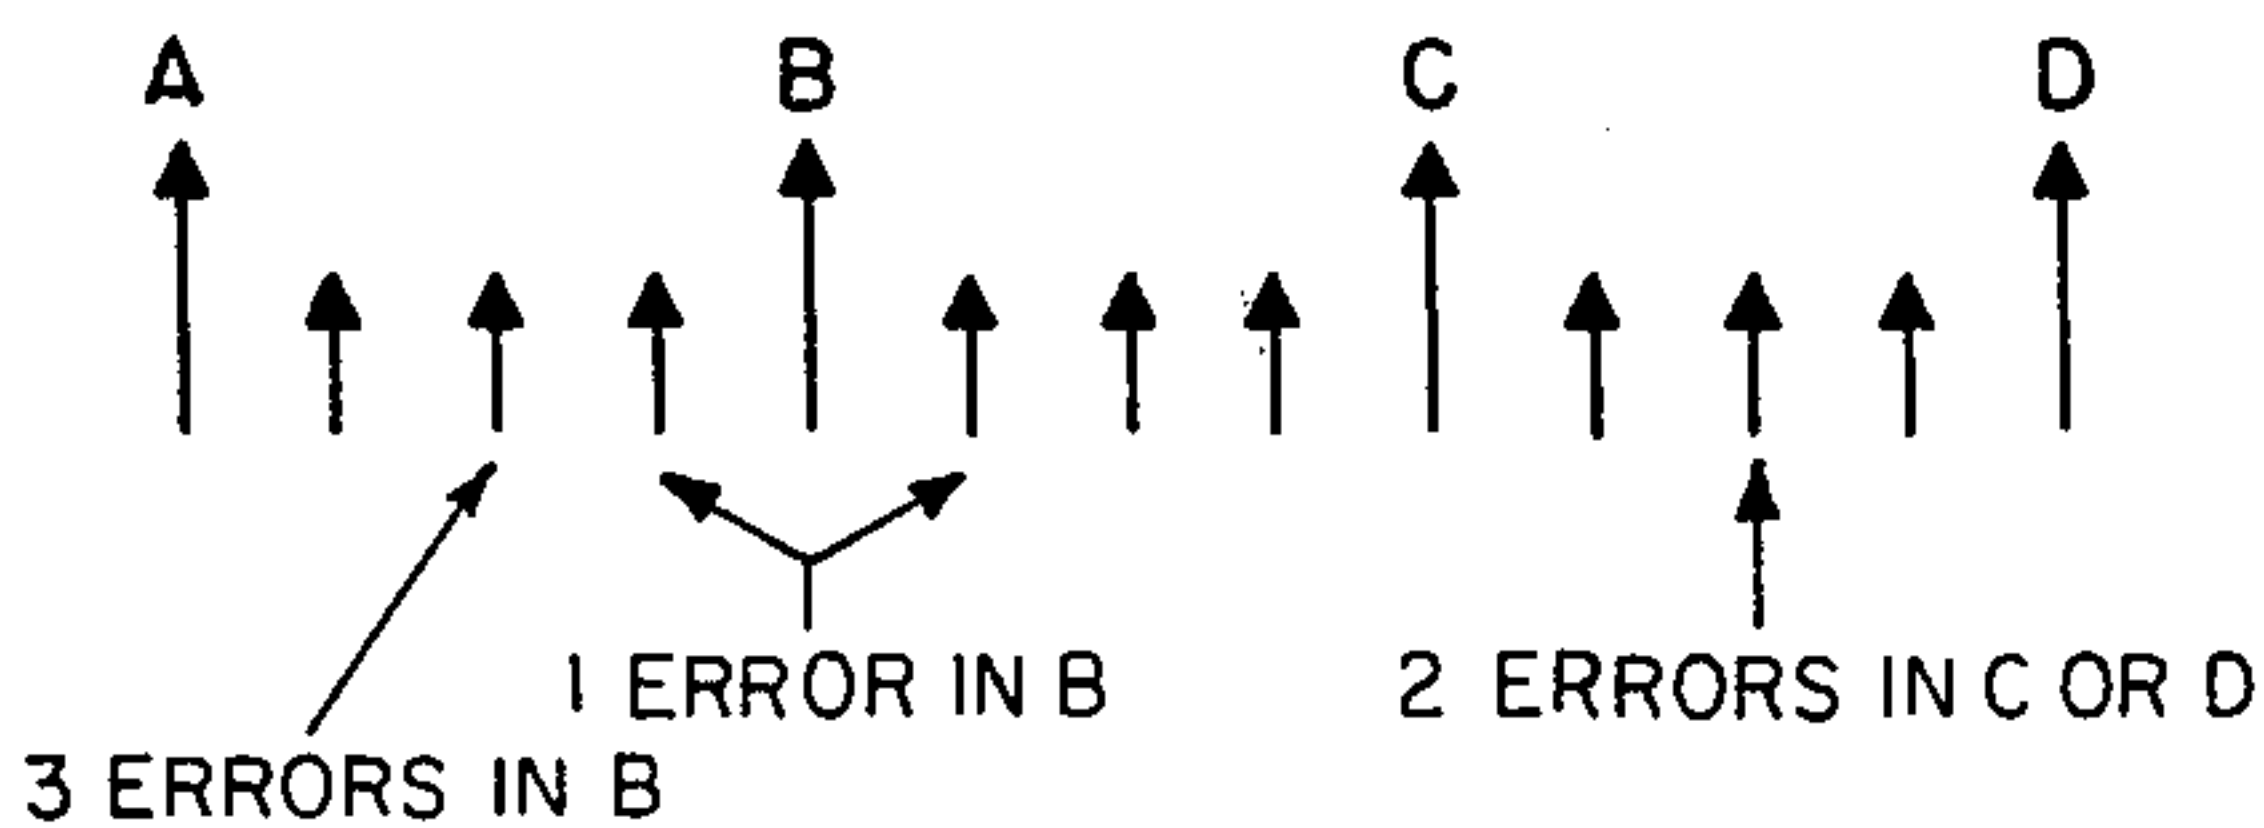 A B C D
1 ERROR IN B 2 ERRORS IN C OR D
3 ERRORS IN B